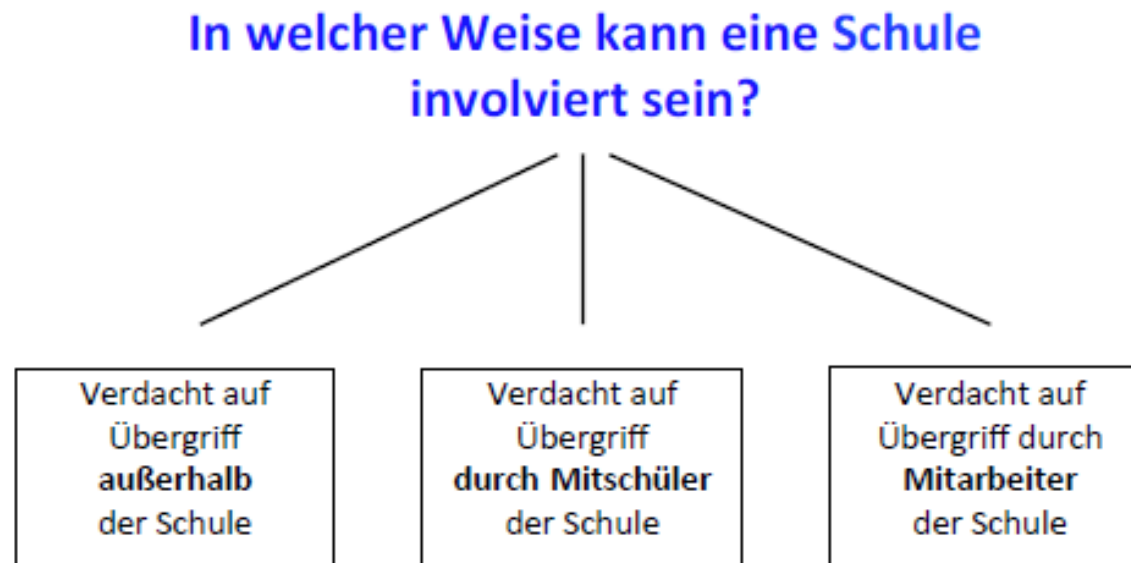 In welcher Weise kann eine Schule
involviert sein?
Verdacht auf
Übergriff
außerhalb
der Schule
Verdacht auf
Übergriff
durch Mitschüler
der Schule
Verdacht auf
Übergriff durch
Mitarbeiter
der Schule